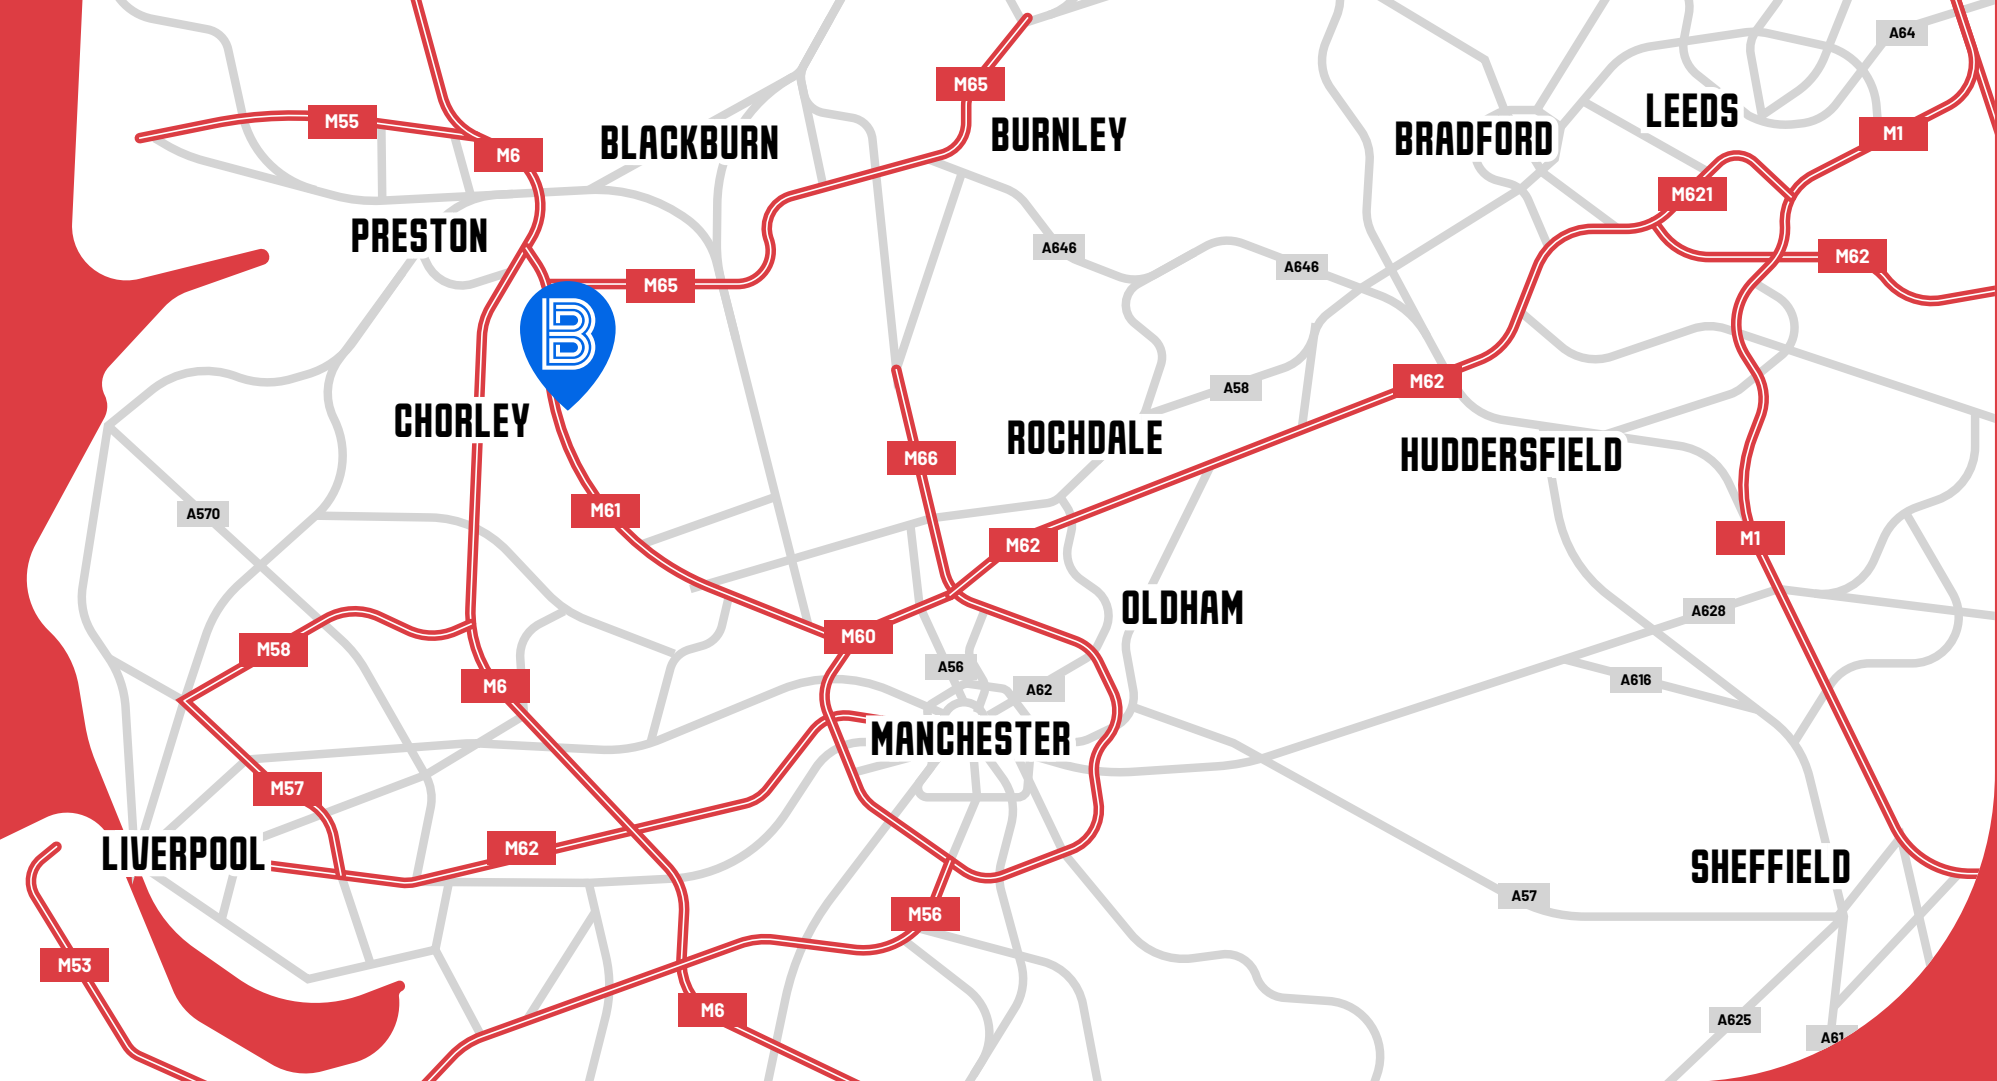 A64
M65
M55
LEEDS
M1
BURNLEY
BRADFORD
BLACKBURN
M6
M621
PRESTON
A646
M62
A646
M65
B
M62
A58
CHORLEY
ROCHDALE
HUDDERSFIELD
M66
M61
A570
M1
M62
OLDHAM
A628
M60
M58
A56
A616
M6
A62
MANCHESTER
M57
M62
LIVERPOOL
SHEFFIELD
A57
M56
M53
M6
A625
A61